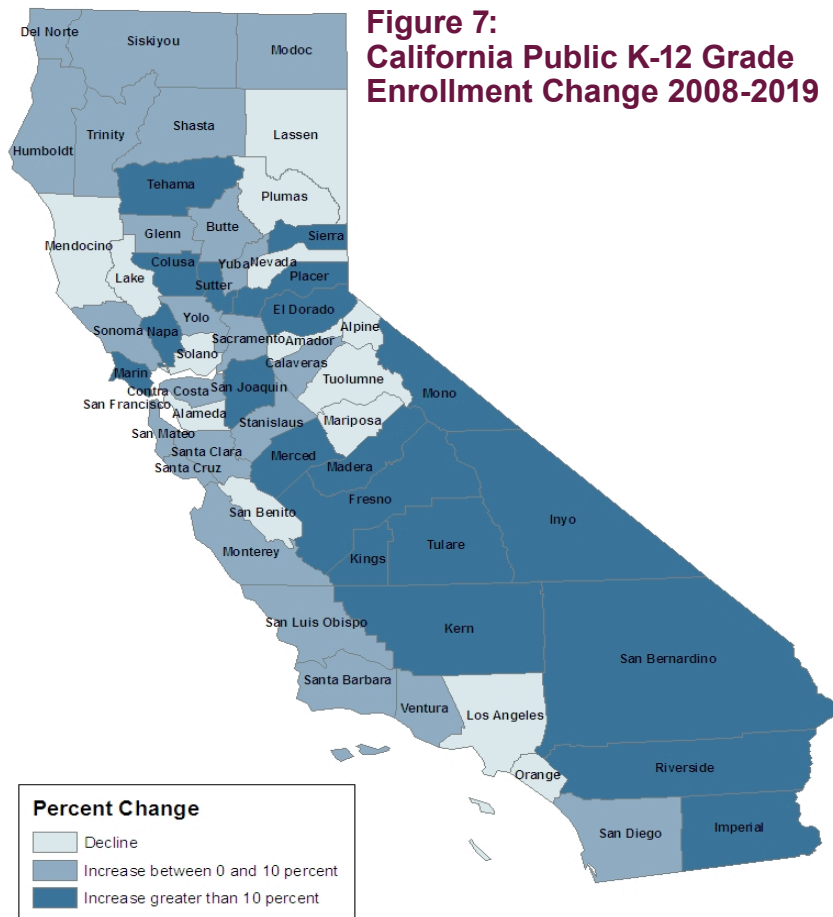 Figure 7:
California Public K-12 Grade
Enrollment Change 2008-2019
Del Norte
Siskiyou
Modoc
Humboldt
Trinity
Shasta
Lassen
Tehama
Plumas
Mendocino
Glenn
Butte
Sierra
Colusa
Yuba
Nevada
Lake
Sutter
Placer
El Dorado
Sonoma
Napa
Yolo
Sacramento
Amador
Alpine
Solano
Calaveras
Marin
Contra Costa
San Joaquin
Tuolumne
Mono
San Francisco
Alameda
Stanislaus
Mariposa
San Mateo
Santa Clara
Merced
Madera
Santa Cruz
Fresno
San Benito
Inyo
Monterey
Kings
Tulare
San Luis Obispo
Kern
San Bernardino
Santa Barbara
Ventura
Los Angeles
Orange
Riverside
San Diego
Imperial
Percent Change
Decline
Increase between 0 and 10 percent
Increase greater than 10 percent